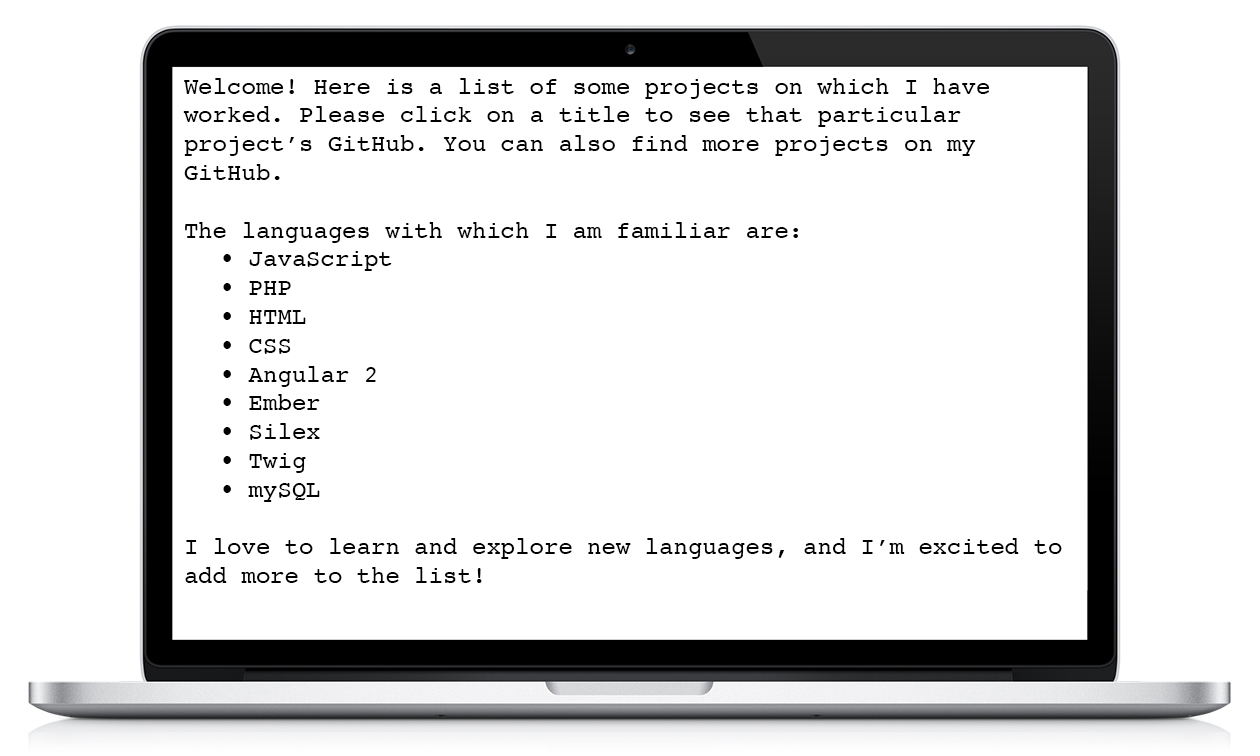 Welcome! Here is a list of some projects on which I have
worked. Please click on a title to see that particular
project’s GitHub. You can also find more projects on my
GitHub.
The languages with which I am familiar are:
• JavaScript
• PHP
• HTML
• CSS
• Angular 2
• Ember
• Silex
• Twig
• mySQL
I love to learn and explore new languages, and I’m excited to
add more to the list!